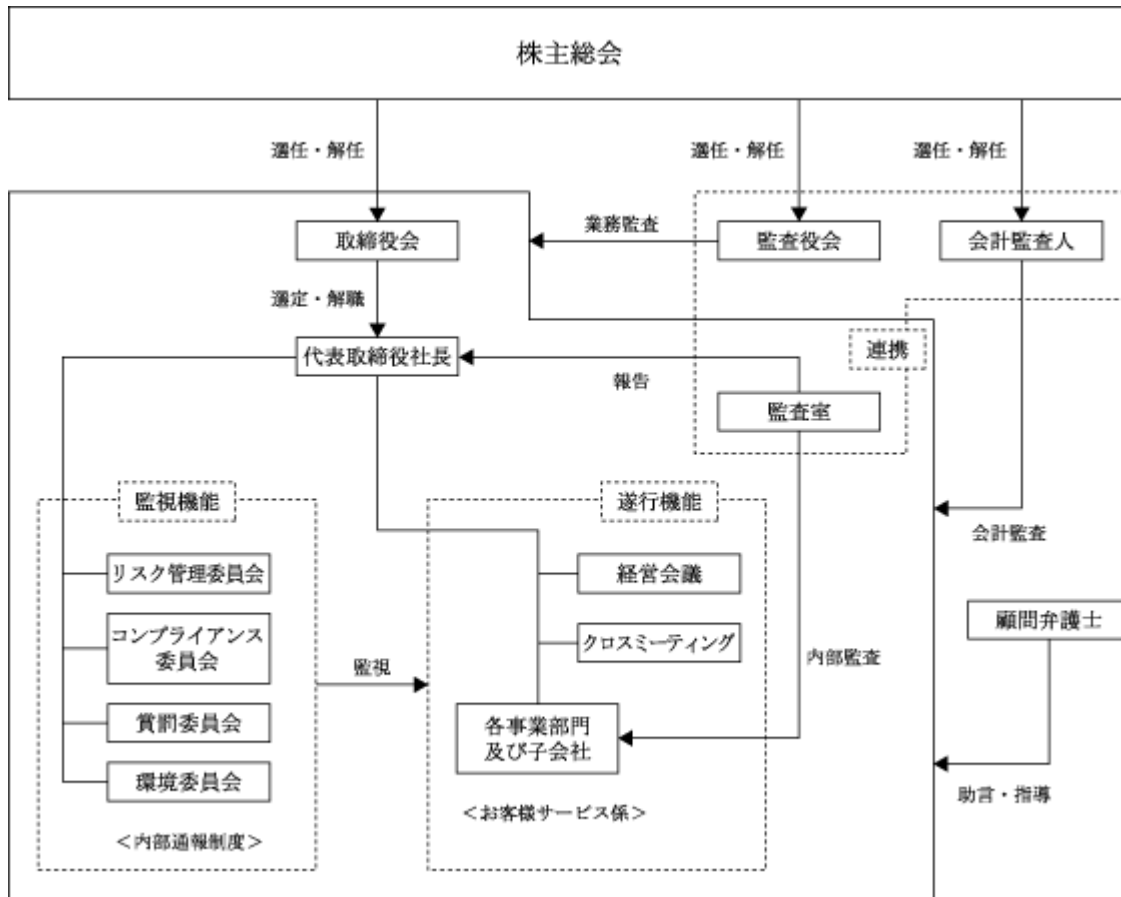 株主総会
選任・解任
選任・解任
選任・解任
取締役会
業務監査
監査役会
会計監査人
選定・解職
代表取締役社長
連携
報告
監査室
監視機能
遂行機能
会計監査
リスク管理委員会
経営会議
コンプライアンス
委員会
クロスミーティング
顧問弁護士
内部監査
監視
賞罰委員会
各事業部門
及び子会社
環境委員会
助言・指導
＜お客様サービス係＞
＜内部通報制度＞